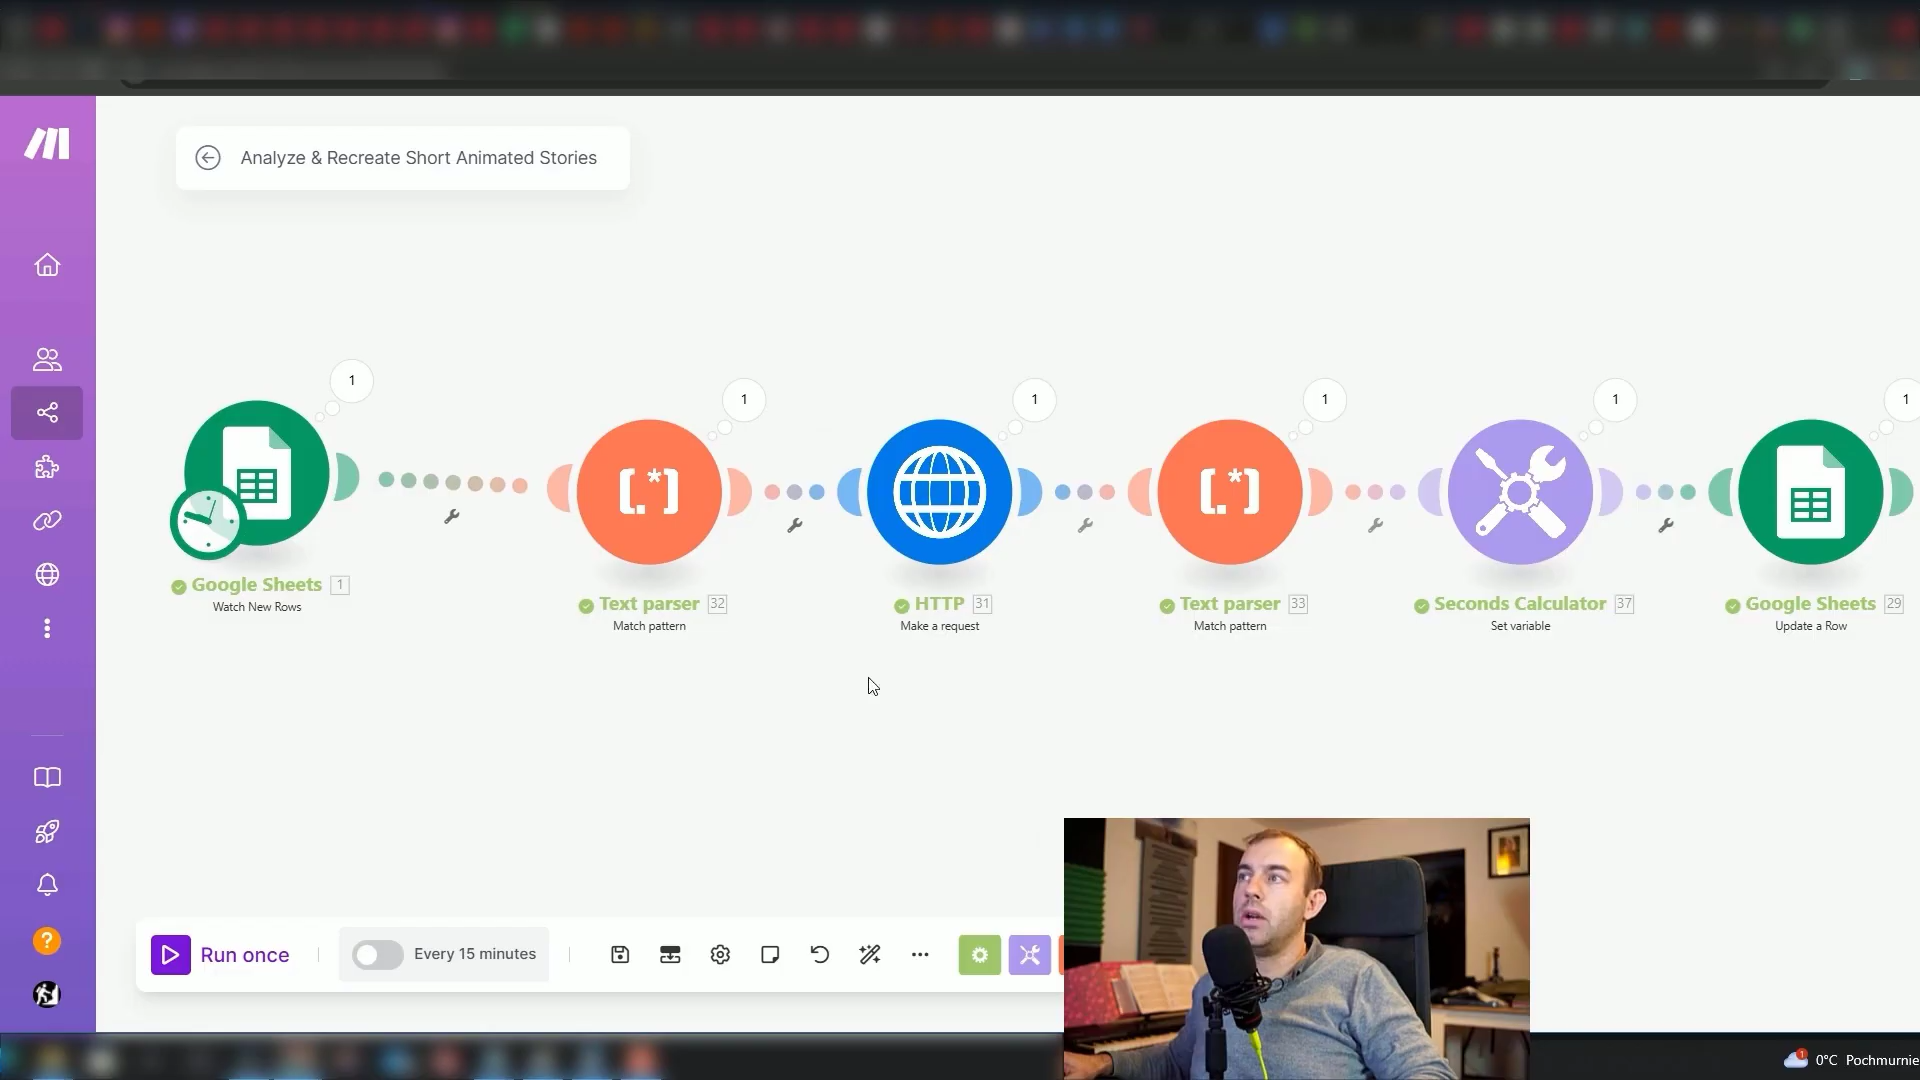 Analyze & Recreate Short Animated Stories
1
1
1
1
1
1
[.*]
[.*]
Google Sheets 1
Watch New Rows
Text parser 32
Match pattern
HTTP 31
Make a request
Text parser 33
Match pattern
Seconds Calculator 37
Set variable
Google Sheets 29
Update a Row
Run once
Every 15 minutes
?
1
0°C Pochmurnie